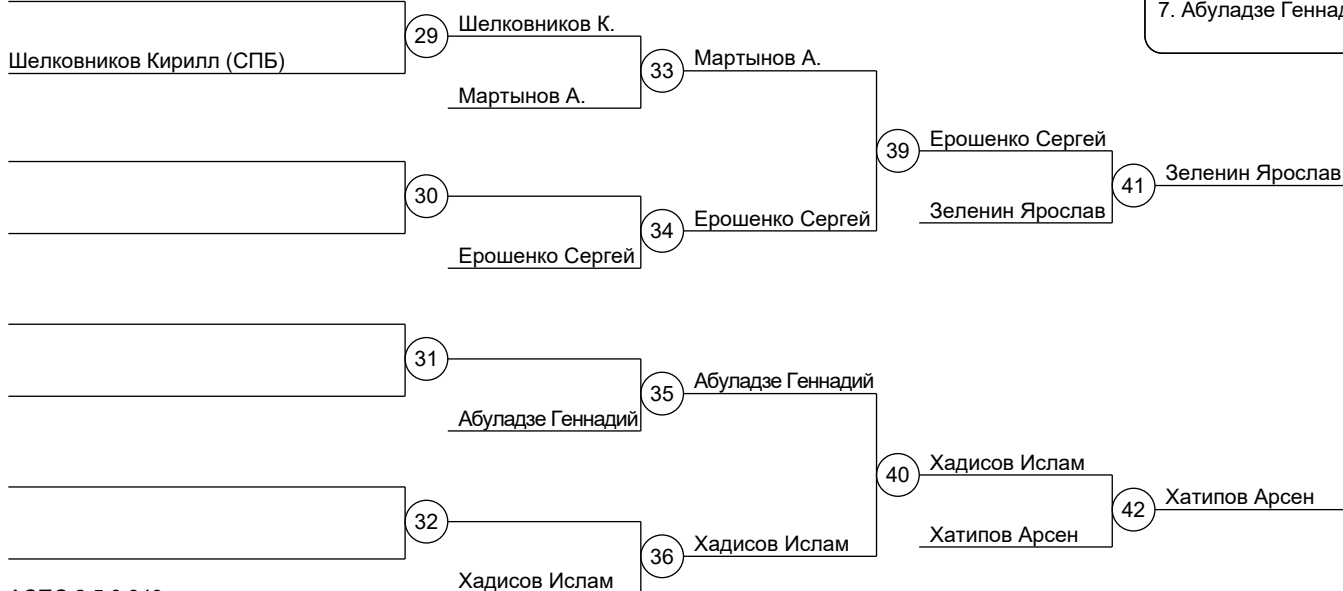 7. Абуладзе
29
Шелковников К.
Шелковников Кирилл (СПБ)
33
Мартынов А.
Мартынов А.
39
Ерошенко Сергей
41
Зеленин Ярослав
30
Зеленин Ярослав
34
Ерошенко Сергей
Ерошенко Сергей
31
35
Абуладзе Геннадий
Абуладзе Геннадий
40
Хадисов Ислам
42
Хатипов Арсен
32
Хатипов Арсен
36
Хадисов Ислам
Хадисов Ислам